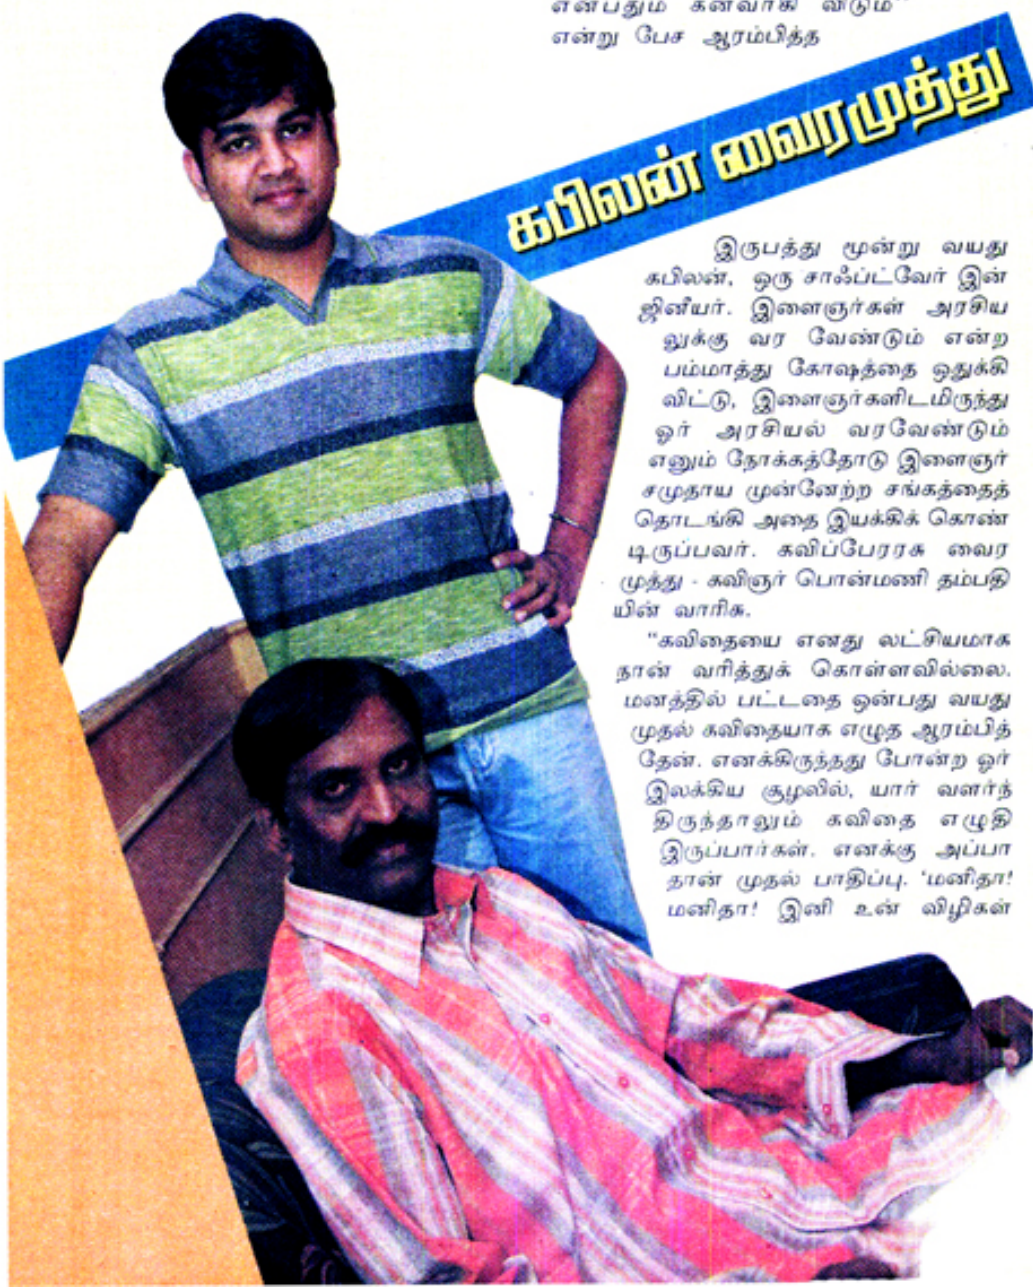 என்பதும் கனவாகி விடும்"
என்று பேச ஆரம்பித்த
கபிலன் வைரமுத்து
இருபத்து மூன்று வயது
கபிலன், ஒரு சாஃப்ட்வேர் இன்
ஜினீயர். இளைஞர்கள் அரசிய
லுக்கு வர வேண்டும் என்ற
பம்மாத்து கோஷத்தை ஒதுக்கி
விட்டு, இளைஞர்களிடமிருந்து
ஓர் அரசியல் வரவேண்டும்
எனும் நோக்கத்தோடு இளைஞர்
சமுதாய முன்னேற்ற சங்கத்தைத்
தொடங்கி அதை இயக்கிக் கொண்
டிருப்பவர். கவிப்பேரரசு வைர
முத்து - கவிஞர் பொன்மணி தம்பதி
யின் வாரிசு.
"கவிதையை எனது லட்சியமாக
நான் வரித்துக் கொள்ளவில்லை.
மனத்தில் பட்டதை ஒன்பது வயது
முதல் கவிதையாக எழுத ஆரம்பித்
தேன். எனக்கிருந்தது போன்ற ஓர்
இலக்கிய சூழலில், யார் வளர்ந்
திருந்தாலும் கவிதை எழுதி
இருப்பார்கள். எனக்கு அப்பா
தான் முதல் பாதிப்பு. 'மனிதா!
மனிதா! இனி உன் விழிகள்